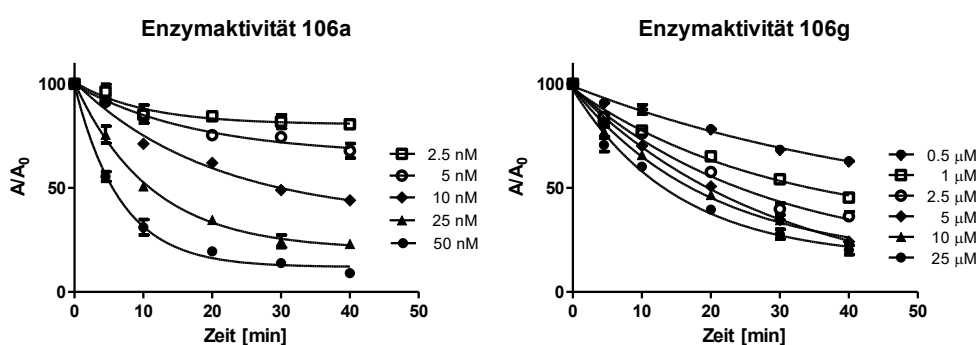 Enzymaktivität 106a
A/A0
100
50
0
0 10 20 30 40 50
Zeit [min]
2.5 nM
5 nM
10 nM
25 nM
50 nM
Enzymaktivität 106g
A/A0
100
50
0
0 10 20 30 40 50
Zeit [min]
0.5 µM
1 µM
2.5 µM
5 µM
10 µM
25 µM